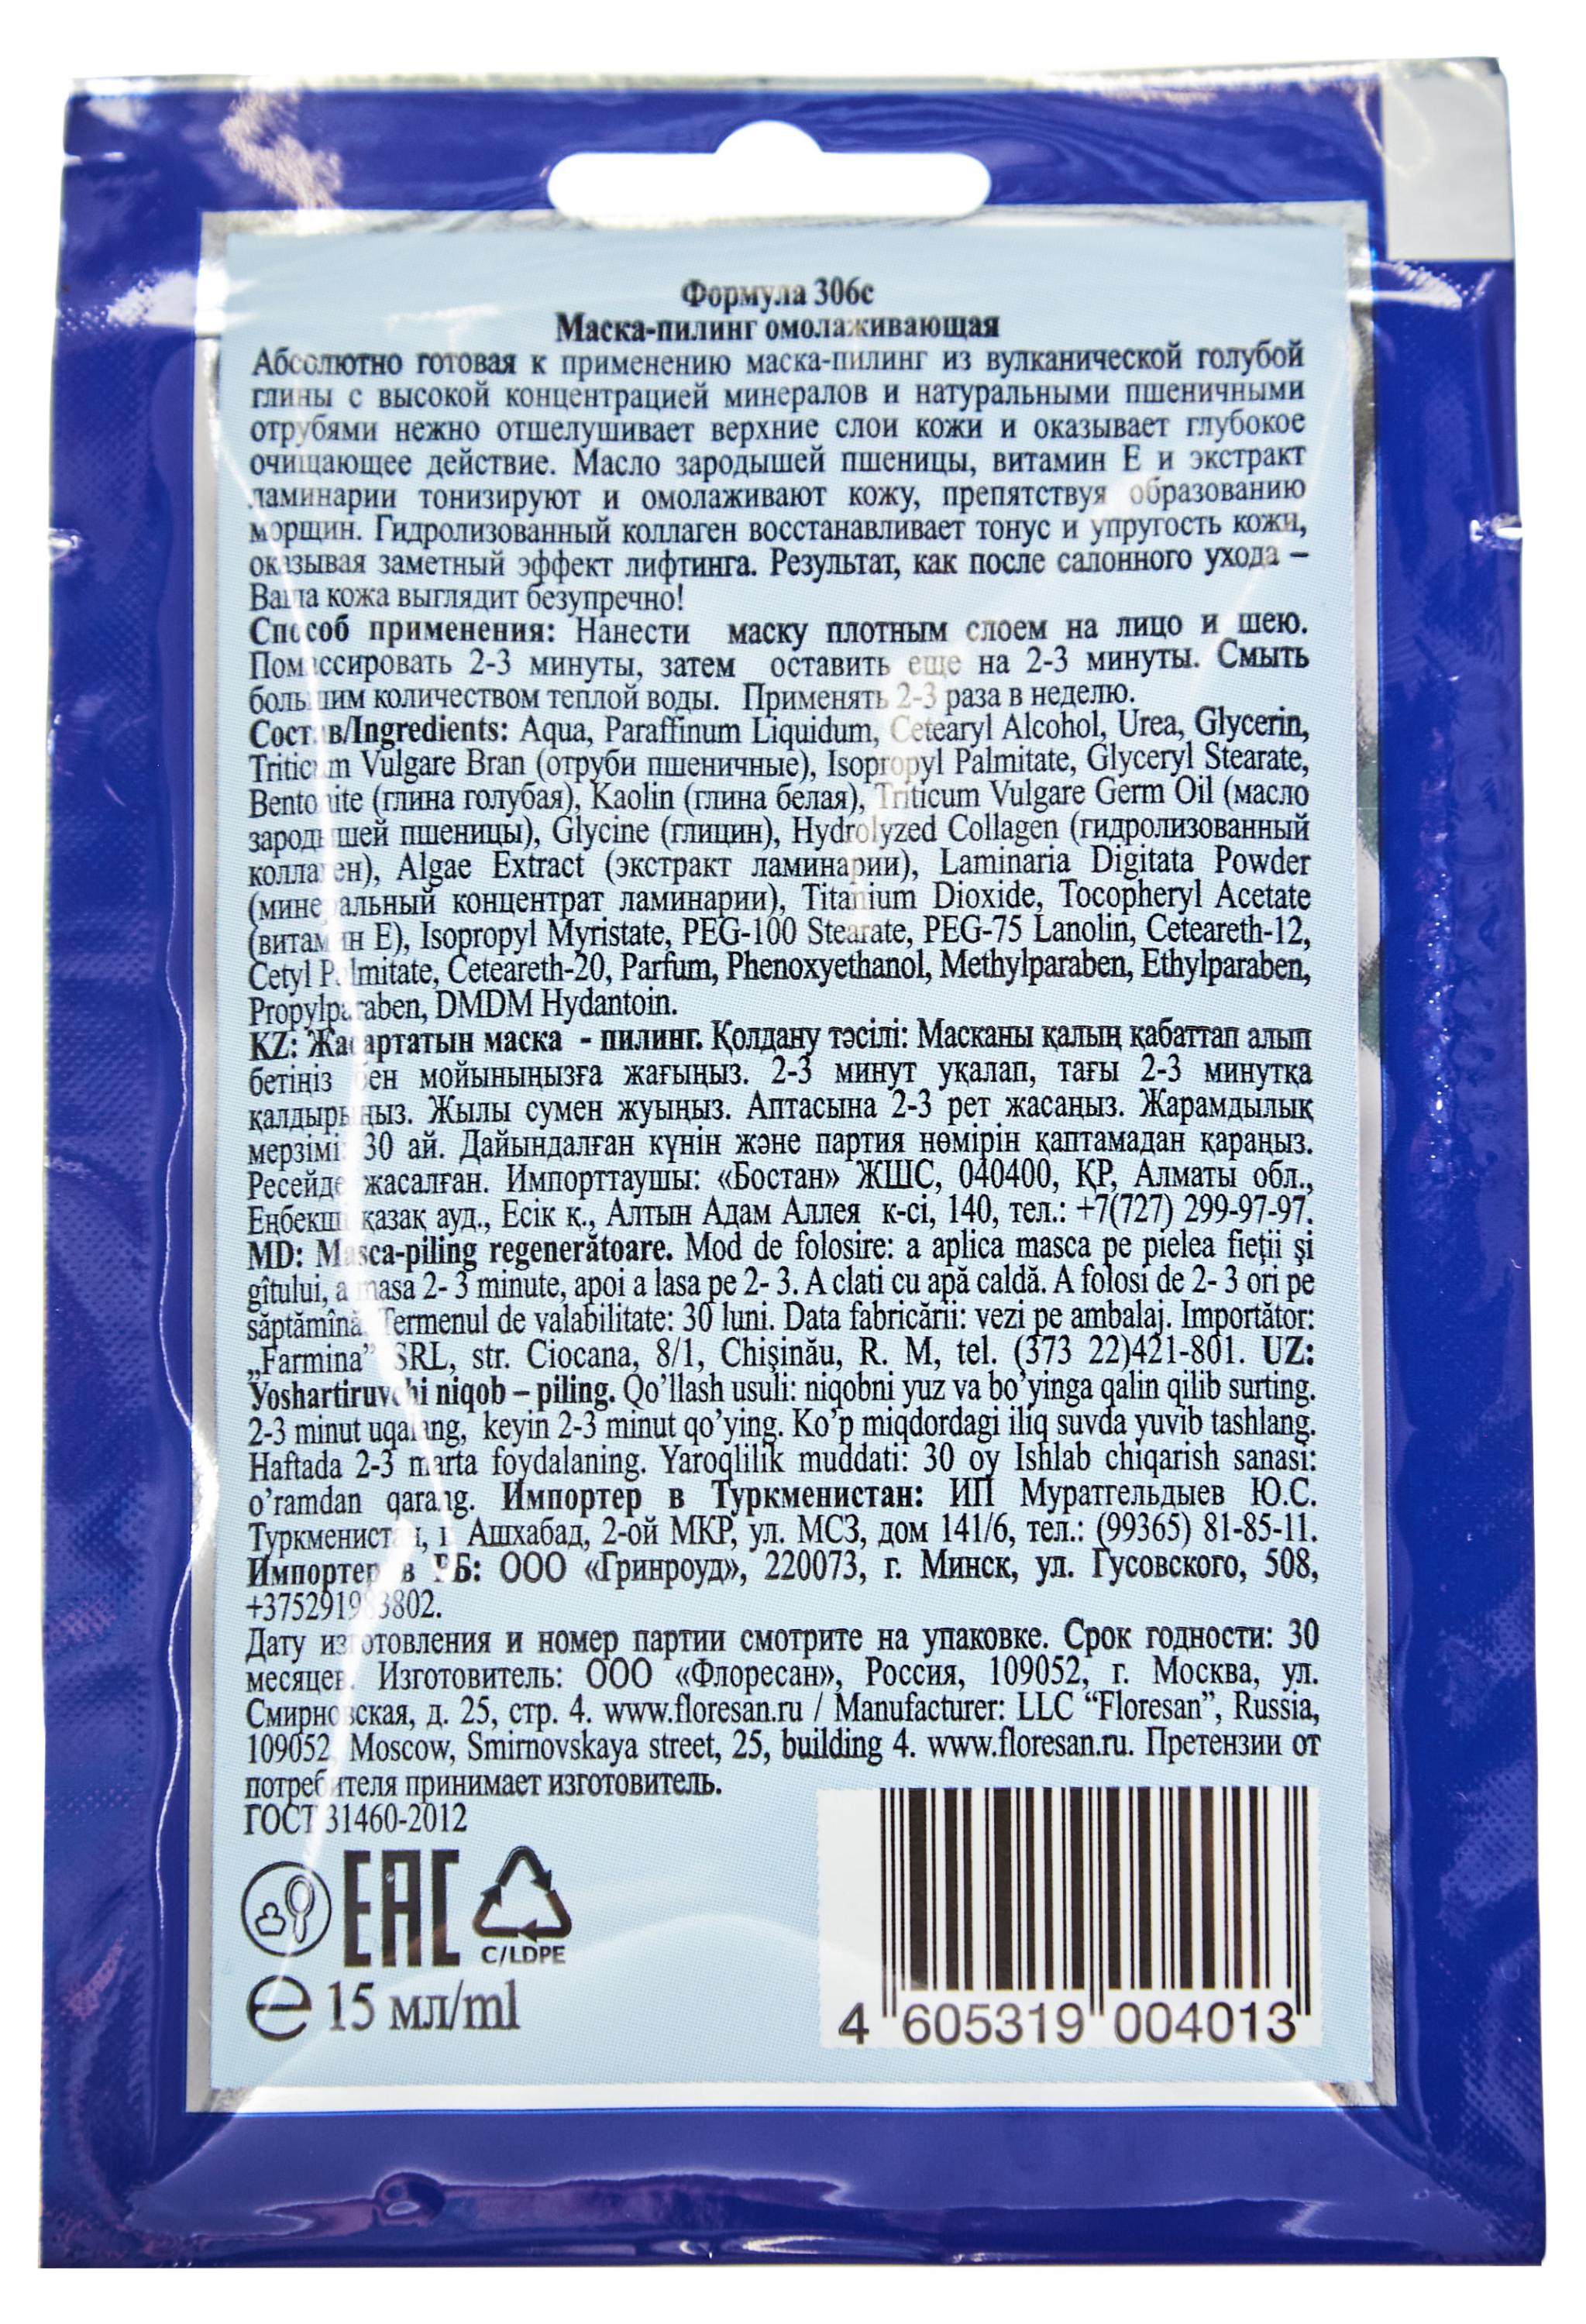 Формула 306с
Маска-пилинг омолаживающая
Абсолютно готовая к применению маска-пилинг из вулканической голубой
глины с высокой концентрацией минералов и натуральными пшеничными
отрубями нежно отшелушивает верхние слои кожи и оказывает глубокое
очищающее действие. Масло зародышей пшеницы, витамин Е и экстракт
ламинарии тонизируют и омолаживают кожу, препятствуя образованию
морщин. Гидролизованный коллаген восстанавливает тонус и упругость кожи,
оказывая заметный эффект лифтинга. Результат, как после салонного ухода –
Ваша кожа выглядит безупречно!
Способ применения: Нанести маску плотным слоем на лицо и шею.
Помассировать 2-3 минуты, затем оставить еще на 2-3 минуты. Смыть
большим количеством теплой воды. Применять 2-3 раза в неделю.
Состав/Ingredients: Aqua, Paraffinum Liquidum, Cetearyl Alcohol, Urea, Glycerin,
Triticum Vulgare Bran (отруби пшеничные), Isopropyl Palmitate, Glyceryl Stearate,
Bentonite (глина голубая), Kaolin (глина белая), Triticum Vulgare Germ Oil (масло
зародышей пшеницы), Glycine (глицин), Hydrolyzed Collagen (гидролизованный
коллаген), Algae Extract (экстракт ламинарии), Laminaria Digitata Powder
(минеральный концентрат ламинарии), Titanium Dioxide, Tocopheryl Acetate
(витамин Е), Isopropyl Myristate, PEG-100 Stearate, PEG-75 Lanolin, Ceteareth-12,
Cetyl Palmitate, Ceteareth-20, Parfum, Phenoxyethanol, Methylparaben, Ethylparaben,
Propylparaben, DMDM Hydantoin.
KZ: Жасартатын маска - пилинг. Қолдану тәсілі: Масканы қалың қабаттап алып
бетіңіз бен мойыныңызға жағыңыз. 2-3 минут уқалап, тағы 2-3 минутқа
қалдырыңыз. Жылы сумен жуыңыз. Аптасына 2-3 рет жасаңыз. Жарамдылық
мерзімі: 30 ай. Дайындалған күнін және партия нөмірін қаптамадан қараңыз.
Ресейде жасалған. Импорттаушы: «Бостан» ЖШС, 040400, ҚР, Алматы обл.,
Еңбекші қазақ ауд., Есік қ., Алтын Адам Аллея к-сі, 140, тел.: +7(727) 299-97-97.
MD: Masca-piling regenerătoare. Mod de folosire: a aplica masca pe pielea fieţii şi
gîtului, a masa 2- 3 minute, apoi a lasa pe 2- 3. A clati cu apă caldă. A folosi de 2- 3 ori pe
săptămînă. Termenul de valabilitate: 30 luni. Data fabricării: vezi pe ambalaj. Importător:
„Farmina” SRL, str. Ciocana, 8/1, Chişinău, R. M, tel. (373 22)421-801. UZ:
Yoshartiruvchi niqob – piling. Qo’llash usuli: niqobni yuz va bo’yinga qalin qilib surting.
2-3 minut uqalang, keyin 2-3 minut qo’ying. Ko’p miqdordagi iliq suvda yuvib tashlang.
Haftada 2-3 marta foydalaning. Yaroqlilik muddati: 30 oy Ishlab chiqarish sanasi:
o’ramdan qarang. Импортер в Туркменистан: ИП Муратгельдыев Ю.С.
Туркменистан, г. Ашхабад, 2-ой МКР, ул. МСЗ, дом 141/6, тел.: (99365) 81-85-11.
Импортер в РБ: ООО «Гринроуд», 220073, г. Минск, ул. Гусовского, 508,
+375291983802.
Дату изготовления и номер партии смотрите на упаковке. Срок годности: 30
месяцев. Изготовитель: ООО «Флоресан», Россия, 109052, г. Москва, ул.
Смирновская, д. 25, стр. 4. www.floresan.ru / Manufacturer: LLC “Floresan”, Russia,
109052, Moscow, Smirnovskaya street, 25, building 4. www.floresan.ru. Претензии от
потребителя принимает изготовитель.
ГОСТ 31460-2012
EAC
C/LDPE
e 15 мл/ml
4 605319 004013